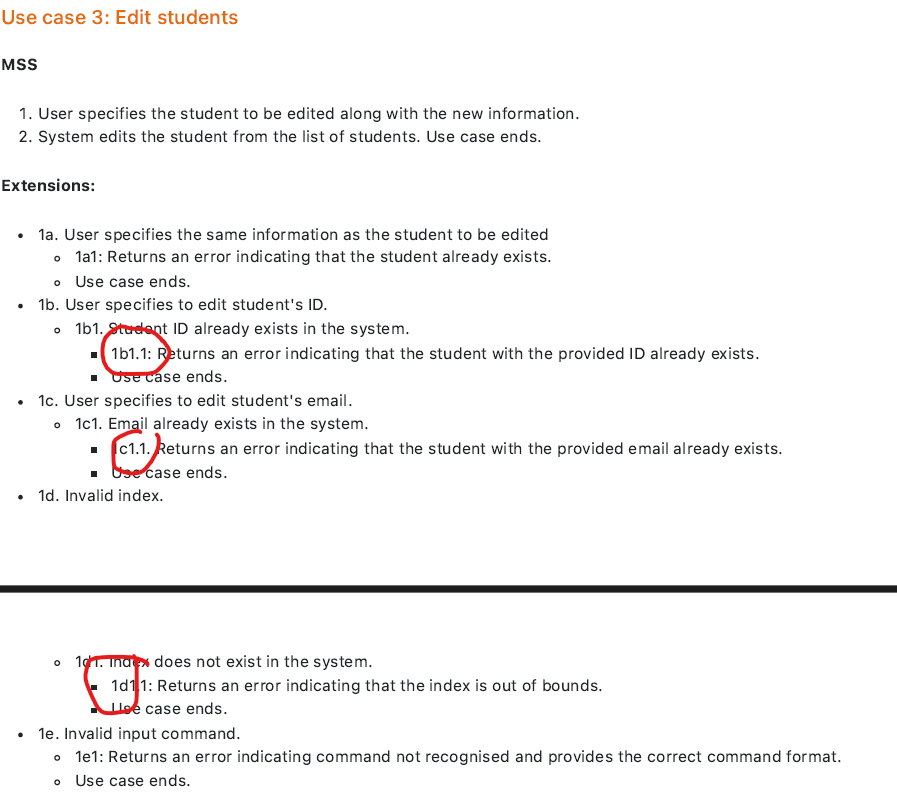 Use case 3: Edit students
MSS
1. User specifies the student to be edited along with the new information.
2. System edits the student from the list of students. Use case ends.
Extensions:
• 1a. User specifies the same information as the student to be edited
◦ 1a1: Returns an error indicating that the student already exists.
◦ Use case ends.
• 1b. User specifies to edit student's ID.
◦ 1b1. Student ID already exists in the system.
▪ 1b1.1: Returns an error indicating that the student with the provided ID already exists.
▪ Use case ends.
• 1c. User specifies to edit student's email.
◦ 1c1. Email already exists in the system.
▪ 1c1.1. Returns an error indicating that the student with the provided email already exists.
▪ Use case ends.
• 1d. Invalid index.
◦ 1d1. Index does not exist in the system.
▪ 1d1.1: Returns an error indicating that the index is out of bounds.
▪ Use case ends.
• 1e. Invalid input command.
◦ 1e1: Returns an error indicating command not recognised and provides the correct command format.
◦ Use case ends.